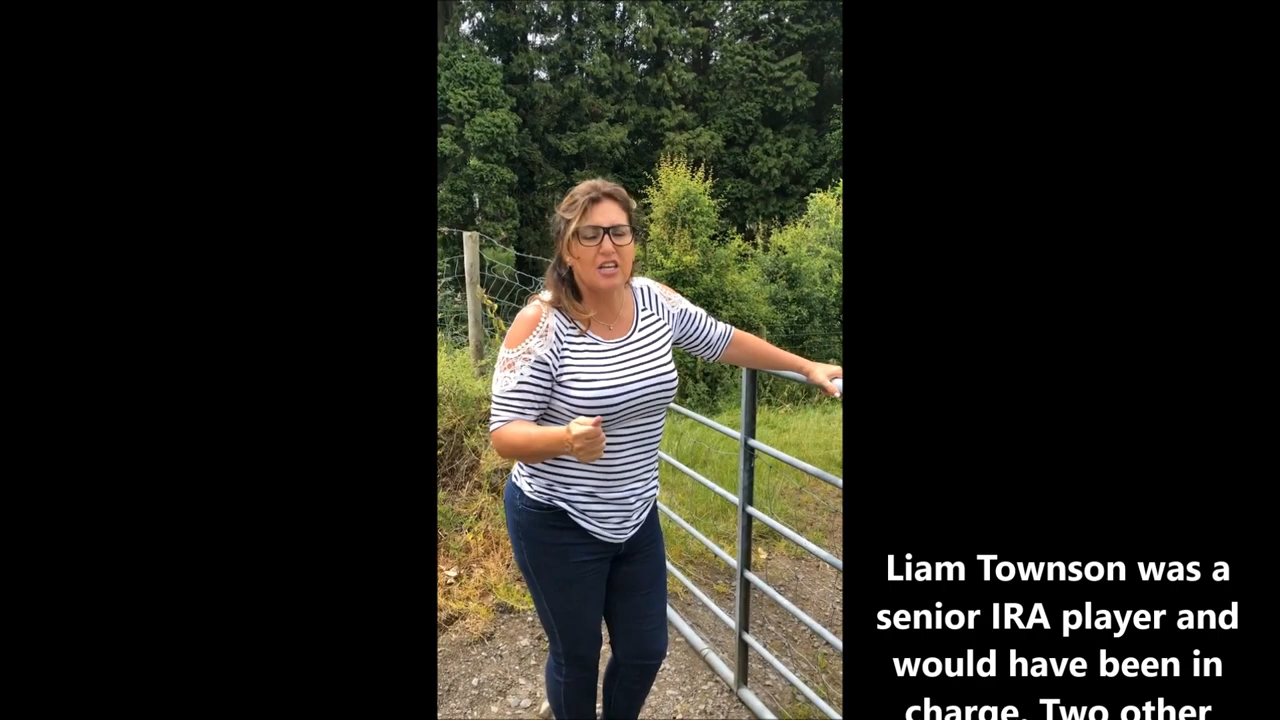 Liam Townson was a
senior IRA player and
would have been in
charge. Two other